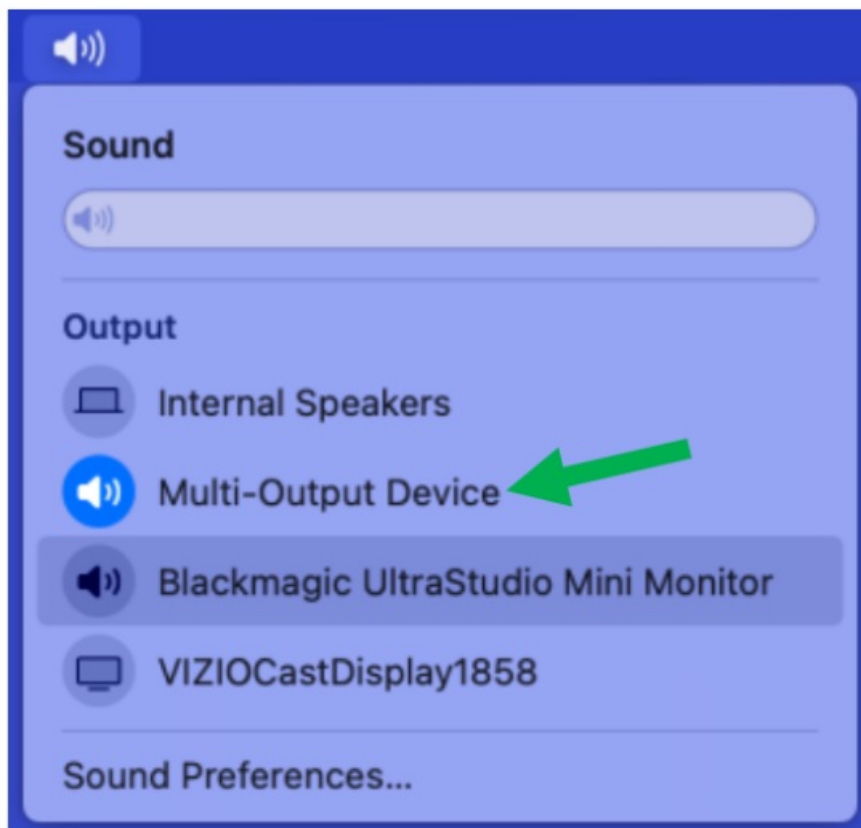 Sound
Output
Internal Speakers
Multi-Output Device
Blackmagic UltraStudio Mini Monitor
VIZIOCastDisplay1858
Sound Preferences...